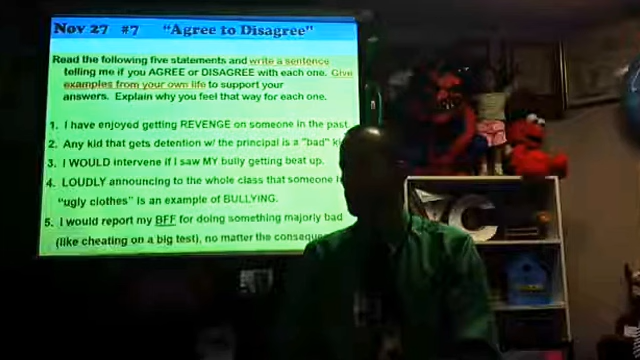 Nov 27 #7 "Agree to Disagree"
Read the following five statements and write a sentence
telling me if you AGREE or DISAGREE with each one. Give
examples from your own life to support your
answers. Explain why you feel that way for each one.
1. I have enjoyed getting REVENGE on someone in the past.
2. Any kid that gets detention w/ the principal is a "bad"
3. I WOULD intervene if I saw MY bully getting beat up.
4. LOUDLY announcing to the whole class that someone
"ugly clothes" is an example of BULLYING.
5. I would report my BFF for doing something majorly bad
(like cheating on a big test), no matter the